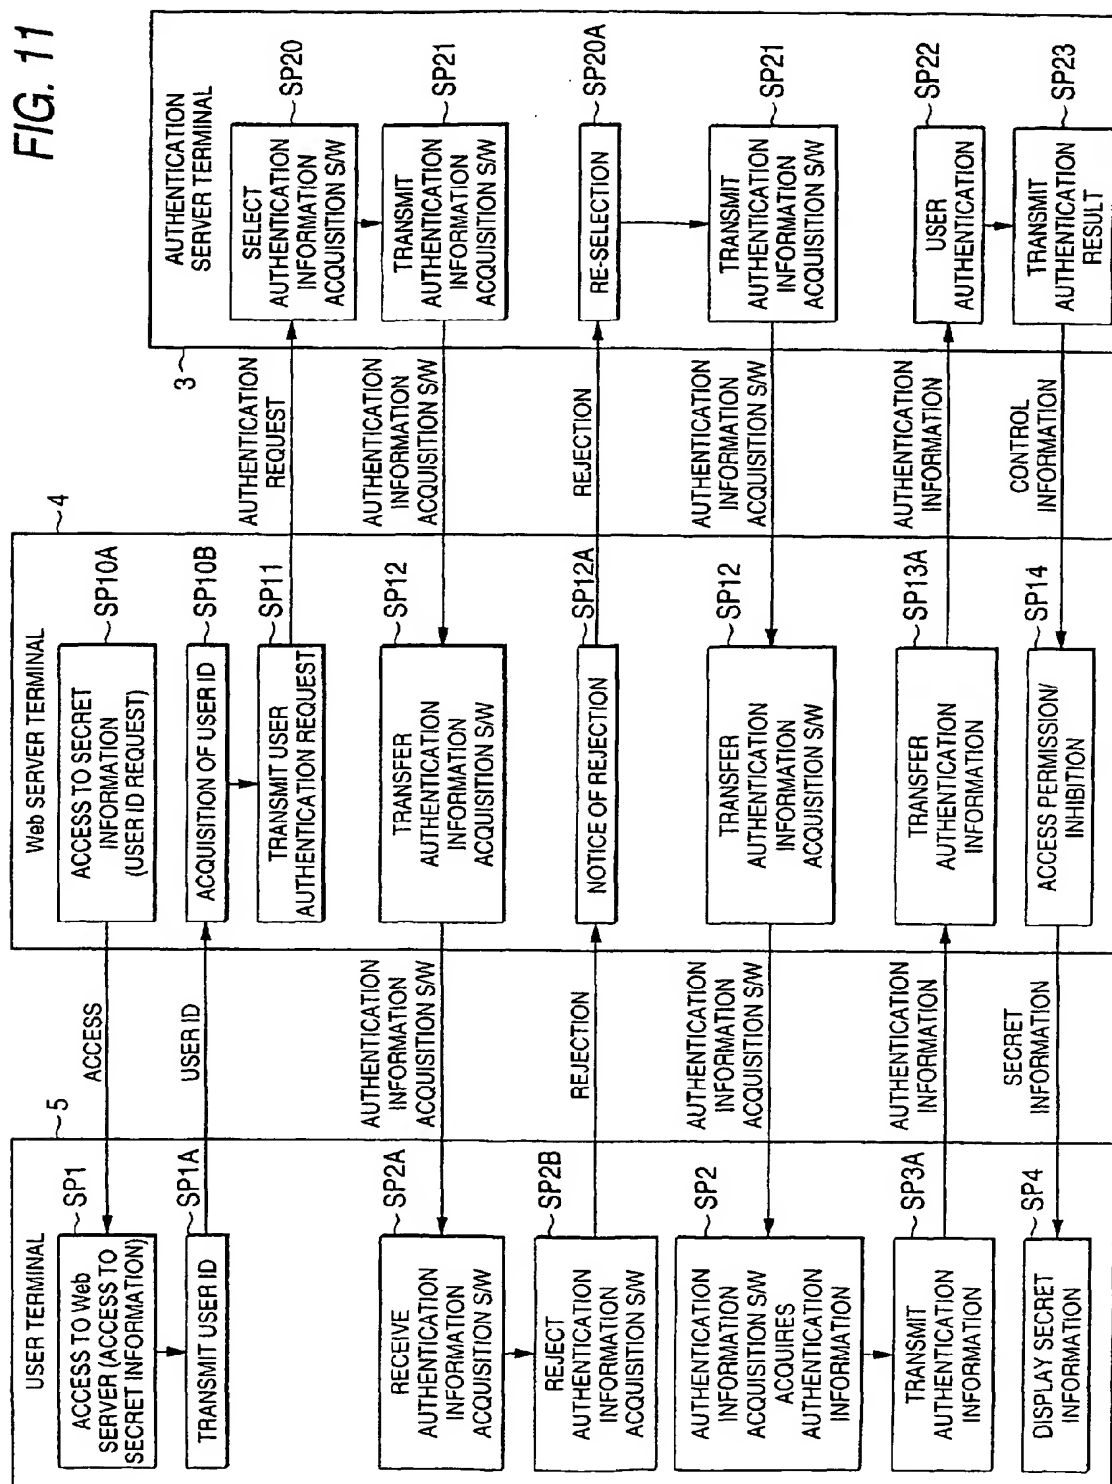 FIG. 11
USER TERMINAL
5
ACCESS TO Web
SERVER (ACCESS TO
SECRET INFORMATION)
SP1
TRANSMIT USER ID
SP1A
RECEIVE
AUTHENTICATION
INFORMATION
ACQUISITION S/W
SP2A
REJECT
AUTHENTICATION
INFORMATION
ACQUISITION S/W
SP2B
AUTHENTICATION
INFORMATION
ACQUISITION S/W
ACQUIRES
AUTHENTICATION
INFORMATION
SP2
TRANSMIT
AUTHENTICATION
INFORMATION
SP3A
DISPLAY SECRET
INFORMATION
SP4
ACCESS
USER ID
AUTHENTICATION
INFORMATION
ACQUISITION S/W
REJECTION
AUTHENTICATION
INFORMATION
ACQUISITION S/W
AUTHENTICATION
INFORMATION
SECRET
INFORMATION
Web SERVER TERMINAL
4
ACCESS TO SECRET
INFORMATION
(USER ID REQUEST)
SP10A
ACQUISITION OF USER ID
SP10B
TRANSMIT USER
AUTHENTICATION REQUEST
SP11
TRANSFER
AUTHENTICATION
INFORMATION
ACQUISITION S/W
SP12
NOTICE OF REJECTION
SP12A
TRANSFER
AUTHENTICATION
INFORMATION
ACQUISITION S/W
SP12
TRANSFER
AUTHENTICATION
INFORMATION
SP13A
ACCESS PERMISSION/
INHIBITION
SP14
AUTHENTICATION
REQUEST
AUTHENTICATION
INFORMATION
ACQUISITION S/W
REJECTION
AUTHENTICATION
INFORMATION
ACQUISITION S/W
AUTHENTICATION
INFORMATION
CONTROL
INFORMATION
3
AUTHENTICATION
SERVER TERMINAL
SELECT
AUTHENTICATION
INFORMATION
ACQUISITION S/W
SP20
TRANSMIT
AUTHENTICATION
INFORMATION
ACQUISITION S/W
SP21
RE-SELECTION
SP20A
TRANSMIT
AUTHENTICATION
INFORMATION
ACQUISITION S/W
SP21
USER
AUTHENTICATION
SP22
TRANSMIT
AUTHENTICATION
RESULT
SP23